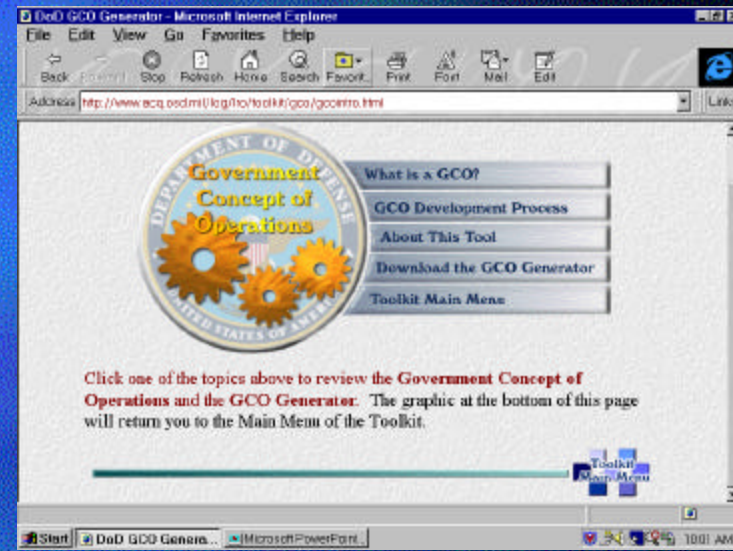 DoD GCO Generator - Microsoft Internet Explorer
File Edit View Go Favorites Help
Back Forward Stop Refresh Home Search Favorit.. Print Font Mail Edit
Address http://www.acq.osd.mil/log/lro/toolkit/gco/gcointro.html Links
DEPARTMENT OF DEFENSE
UNITED STATES OF AMERICA
Government
Concept of
Operations
What is a GCO?
GCO Development Process
About This Tool
Download the GCO Generator
Toolkit Main Menu
Click one of the topics above to review the Government Concept of
Operations and the GCO Generator. The graphic at the bottom of this page
will return you to the Main Menu of the Toolkit.
Toolkit
Main Menu
Start DoD GCO Genera... Microsoft PowerPoint... 10:01 AM